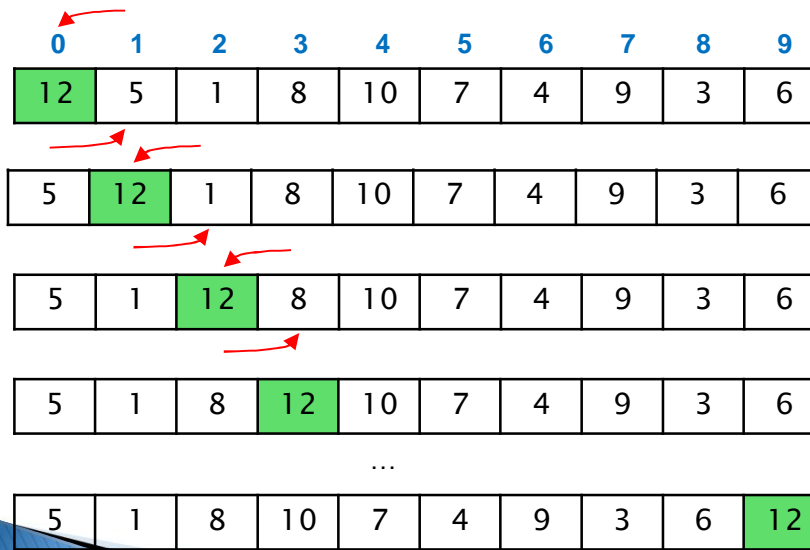 0 1 2 3 4 5 6 7 8 9
12 5 1 8 10 7 4 9 3 6
5 12 1 8 10 7 4 9 3 6
5 1 12 8 10 7 4 9 3 6
5 1 8 12 10 7 4 9 3 6
...
5 1 8 10 7 4 9 3 6 12